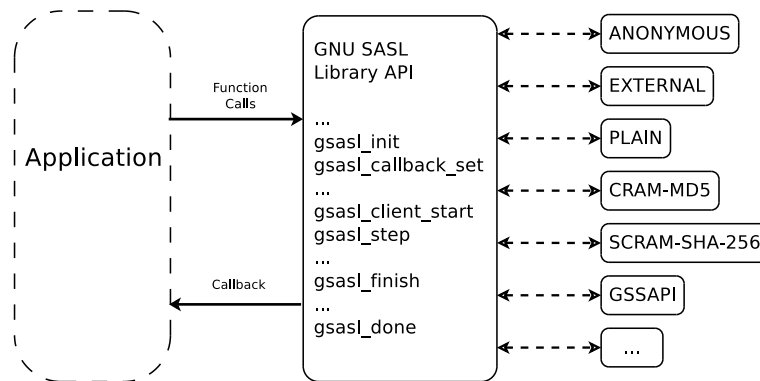 Application
Function
Calls
Callback
GNU SASL
Library API
...
gsasl_init
gsasl_callback_set
...
gsasl_client_start
gsasl_step
...
gsasl_finish
...
gsasl_done
ANONYMOUS
EXTERNAL
PLAIN
CRAM-MD5
SCRAM-SHA-256
GSSAPI
...